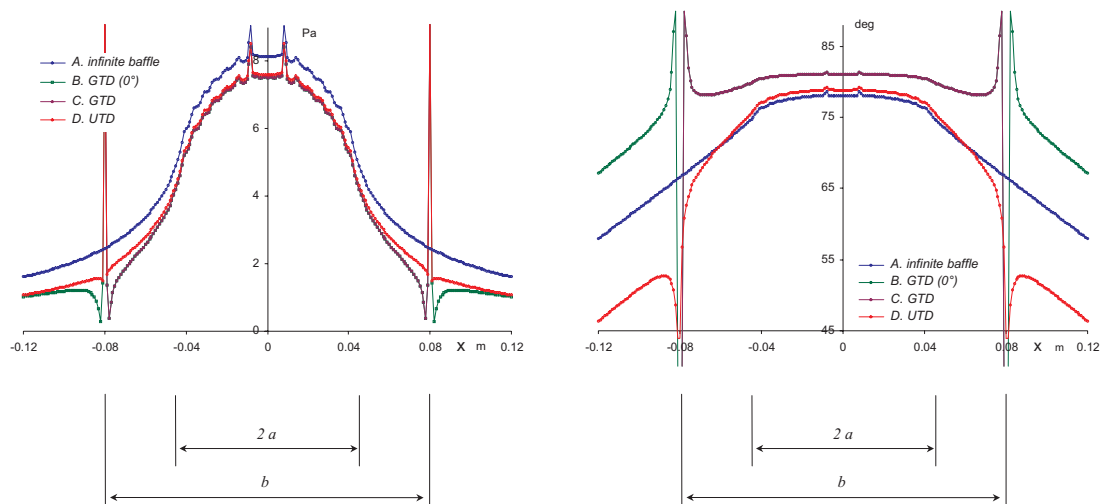 Pa
A. infinite baffle
B. GTD (0°)
C. GTD
D. UTD
8
6
4
2
0
-0.12 -0.08 -0.04 0 0.04 0.08 X m 0.12
2 a
b
deg
85
75
65
55
45
A. infinite baffle
B. GTD (0°)
C. GTD
D. UTD
-0.12 -0.08 -0.04 0 0.04 0.08 X m 0.12
2 a
b